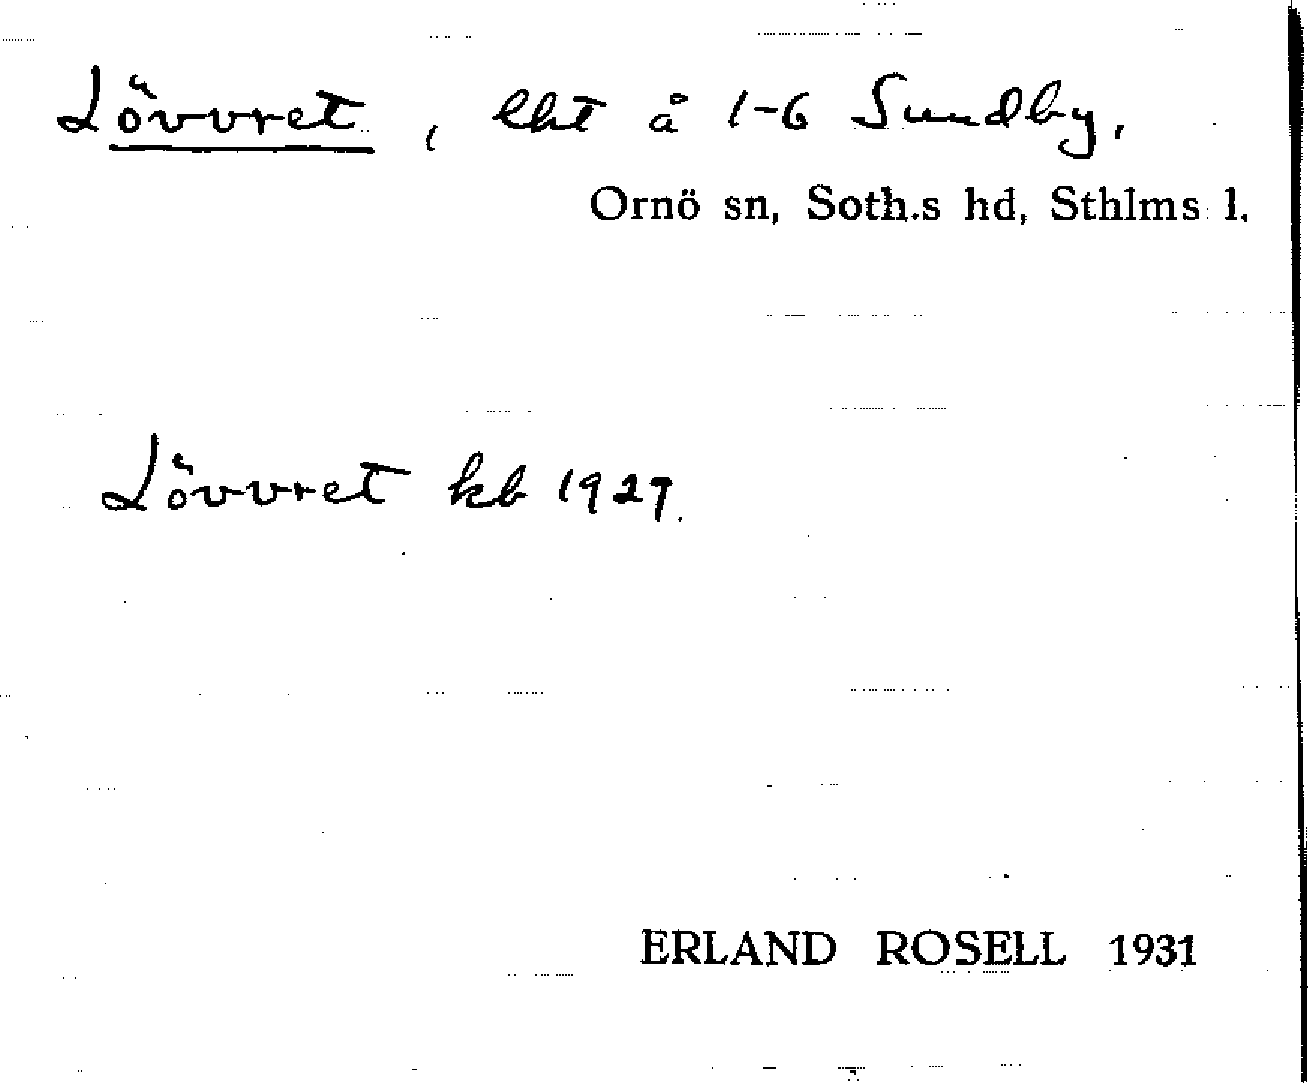 Lövvret, lht å 1-6 Sundby,
Ornö sn, Soth.s hd, Sthlms l.
Lövvret kb 1927.
ERLAND ROSELL 1931